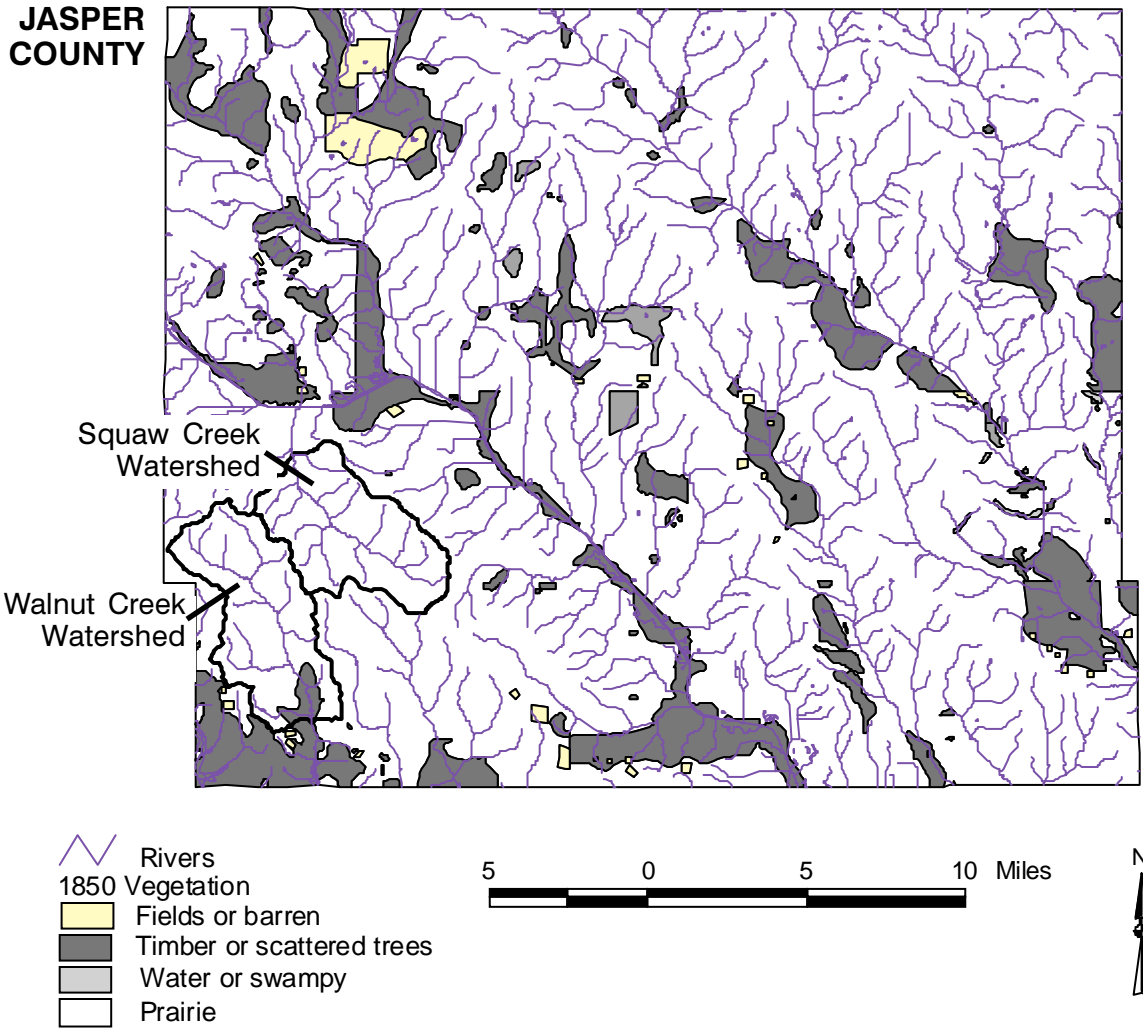 JASPER
COUNTY
Squaw Creek
Watershed
Walnut Creek
Watershed
Rivers
1850 Vegetation
Fields or barren
Timber or scattered trees
Water or swampy
Prairie
5 0 5 10 Miles
N